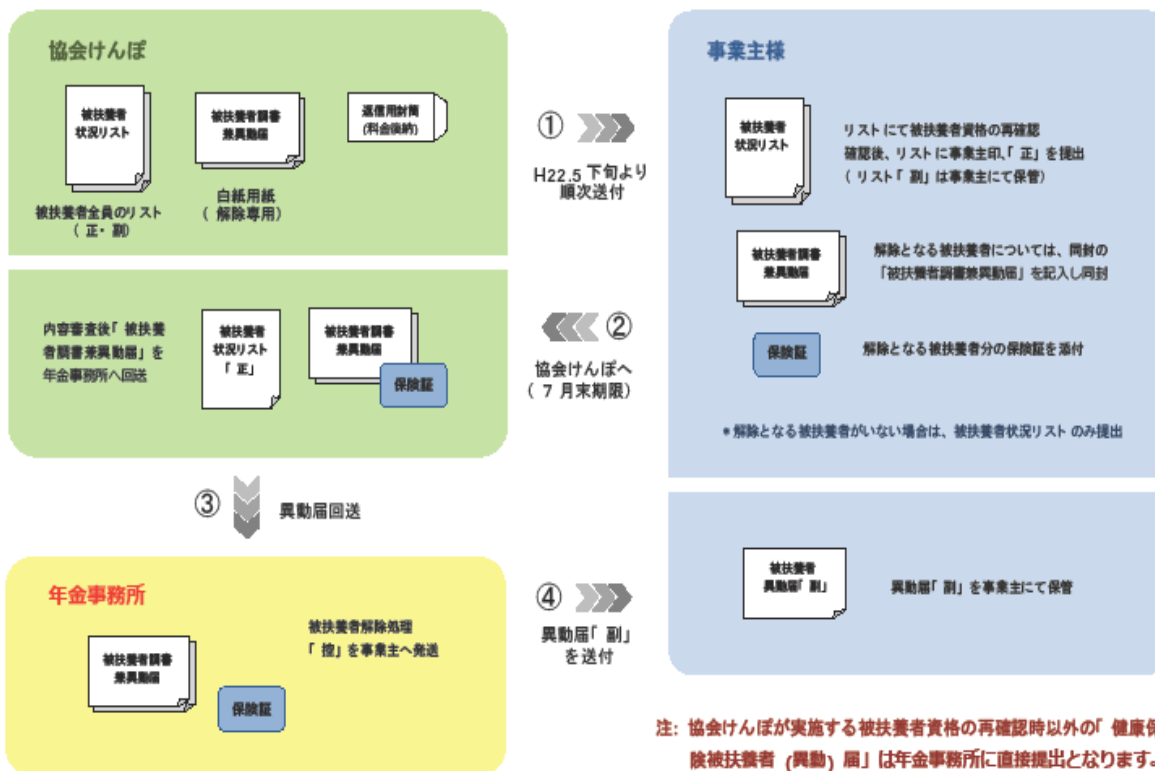 協会けんぽ
被扶養者
状況リスト
被扶養者調書
兼異動届
返信用封筒
(料金後納)
被扶養者全員のリスト
( 正・副)
白紙用紙
( 解除専用)
①
H22.5 下旬より
順次送付
事業主様
被扶養者
状況リスト
リストにて被扶養者資格の再確認
確認後、リストに事業主印、「 正」を提出
( リスト「 副」は事業主にて保管)
被扶養者調書
兼異動届
解除となる被扶養者については、同封の
「被扶養者調書兼異動届」を記入し同封
保険証
解除となる被扶養者分の保険証を添付
*解除となる被扶養者がいない場合は、被扶養者状況リストのみ提出
内容審査後「 被扶養
者調書兼異動届」を
年金事務所へ回送
被扶養者
状況リスト
「 正」
被扶養者調書
兼異動届
保険証
②
協会けんぽへ
( 7 月末期限)
③
異動届回送
年金事務所
被扶養者調書
兼異動届
保険証
被扶養者解除処理
「 控」を事業主へ発送
④
異動届「 副」
を送付
被扶養者
異動届「 副」
異動届「 副」を事業主にて保管
注: 協会けんぽが実施する被扶養者資格の再確認時以外の「 健康保
険被扶養者 (異動) 届」は年金事務所に直接提出となります。